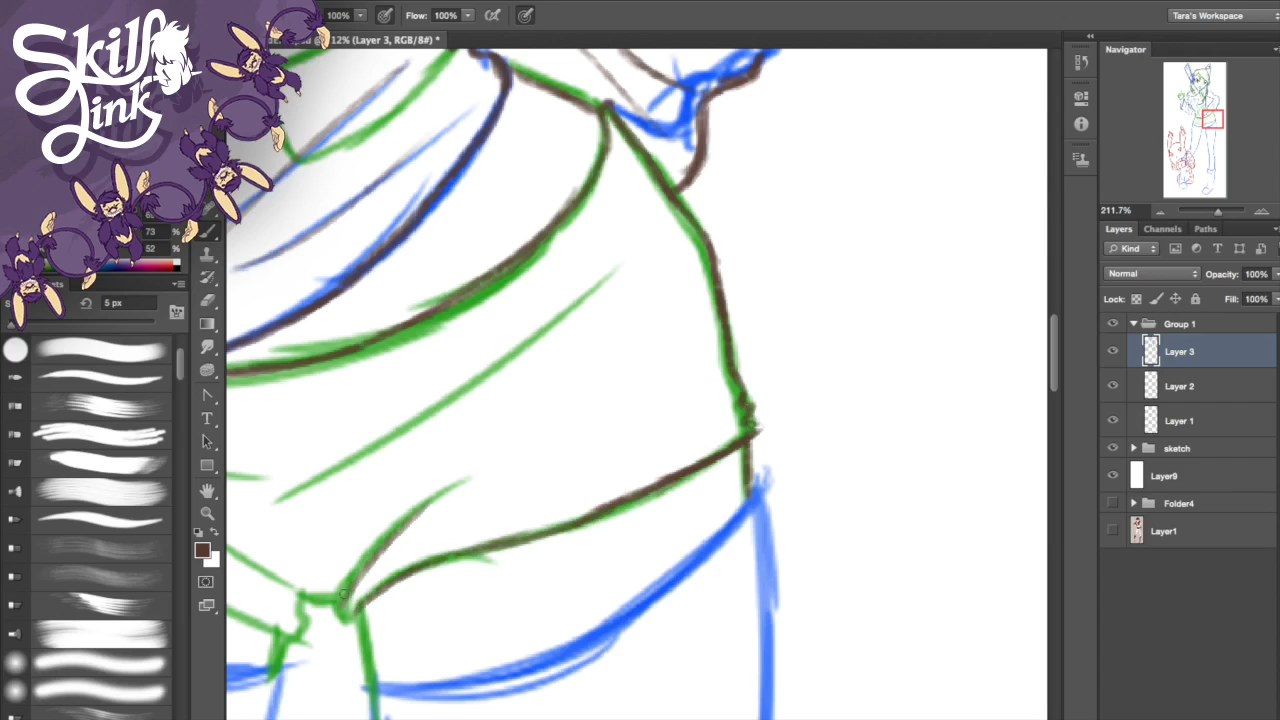 Skill
Link
100%
Flow: 100%
Tara's Workspace
12% (Layer 3, RGB/8#) *
Navigator
211.7%
Layers Channels Paths
Kind
Normal
Opacity: 100%
Lock:
Fill: 100%
Group 1
Layer 3
Layer 2
Layer 1
sketch
Layer9
Folder4
Layer1
73 %
52 %
5 px
T